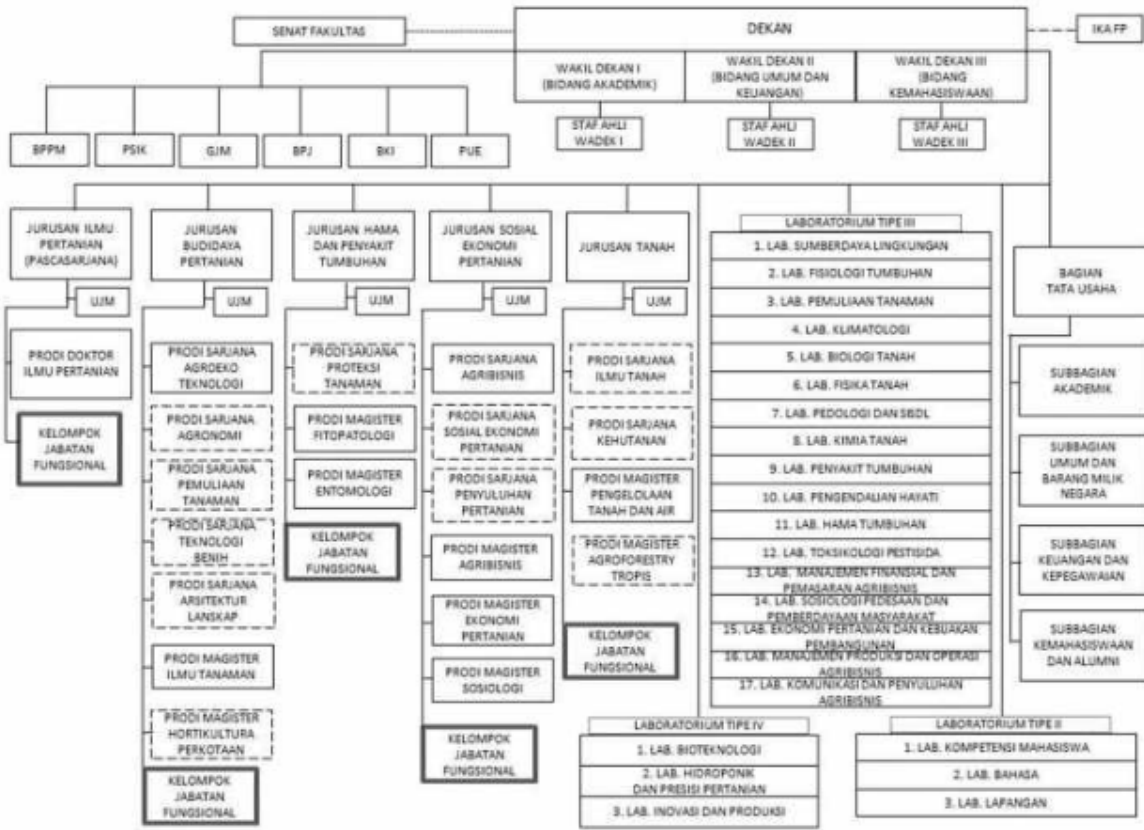 SENAT FAKULTAS
DEKAN
IKA FP
WAKIL DEKAN I
(BIDANG AKADEMIK)
WAKIL DEKAN II
(BIDANG UMUM DAN
KEUANGAN)
WAKIL DEKAN III
(BIDANG
KEMAHASISWAAN)
STAF AHLI
WADEK I
STAF AHLI
WADEK II
STAF AHLI
WADEK III
BPPM
PSIK
GJM
BPJ
BKI
PUE
JURUSAN ILMU
PERTANIAN
(PASCASARJANA)
UJM
PRODI DOKTOR
ILMU PERTANIAN
KELOMPOK
JABATAN
FUNGSIONAL
JURUSAN
BUDIDAYA
PERTANIAN
UJM
PRODI SARJANA
AGROEKO
TEKNOLOGI
PRODI SARJANA
AGRONOMI
PRODI SARJANA
PEMULIAAN
TANAMAN
PRODI SARJANA
TEKNOLOGI
BENIH
PRODI SARJANA
ARSITEKTUR
LANSKAP
PRODI MAGISTER
ILMU TANAMAN
PRODI MAGISTER
HORTIKULTURA
PERKOTAAN
KELOMPOK
JABATAN
FUNGSIONAL
JURUSAN HAMA
DAN PENYAKIT
TUMBUHAN
UJM
PRODI SARJANA
PROTEKSI
TANAMAN
PRODI MAGISTER
FITOPATOLOGI
PRODI MAGISTER
ENTOMOLOGI
KELOMPOK
JABATAN
FUNGSIONAL
JURUSAN SOSIAL
EKONOMI
PERTANIAN
UJM
PRODI SARJANA
AGRIBISNIS
PRODI SARJANA
SOSIAL EKONOMI
PERTANIAN
PRODI SARJANA
PENYULUHAN
PERTANIAN
PRODI MAGISTER
AGRIBISNIS
PRODI MAGISTER
EKONOMI
PERTANIAN
PRODI MAGISTER
SOSIOLOGI
KELOMPOK
JABATAN
FUNGSIONAL
JURUSAN TANAH
UJM
PRODI SARJANA
ILMU TANAH
PRODI SARJANA
KEHUTANAN
PRODI MAGISTER
PENGELOLAAN
TANAH DAN AIR
PRODI MAGISTER
AGROFORESTRY
TROPIS
KELOMPOK
JABATAN
FUNGSIONAL
LABORATORIUM TIPE III
1. LAB. SUMBERDAYA LINGKUNGAN
2. LAB. FISIOLOGI TUMBUHAN
3. LAB. PEMULIAAN TANAMAN
4. LAB. KLIMATOLOGI
5. LAB. BIOLOGI TANAH
6. LAB. FISIKA TANAH
7. LAB. PEDOLOGI DAN SBDL
8. LAB. KIMIA TANAH
9. LAB. PENYAKIT TUMBUHAN
10. LAB. PENGENDALIAN HAYATI
11. LAB. HAMA TUMBUHAN
12. LAB. TOKSIKOLOGI PESTISIDA
13. LAB. MANAJEMEN FINANSIAL DAN
PEMASARAN AGRIBISNIS
14. LAB. SOSIOLOGI PEDESAAN DAN
PEMBERDAYAAN MASYARAKAT
15. LAB. EKONOMI PERTANIAN DAN KEBIJAKAN
PEMBANGUNAN
16. LAB. MANAJEMEN PRODUKSI DAN OPERASI
AGRIBISNIS
17. LAB. KOMUNIKASI DAN PENYULUHAN
AGRIBISNIS
BAGIAN
TATA USAHA
SUBBAGIAN
AKADEMIK
SUBBAGIAN
UMUM DAN
BARANG MILIK
NEGARA
SUBBAGIAN
KEUANGAN DAN
KEPEGAWAIAN
SUBBAGIAN
KEMAHASISWAAN
DAN ALUMNI
LABORATORIUM TIPE IV
1. LAB. BIOTEKNOLOGI
2. LAB. HIDROPONIK
DAN PRESISI PERTANIAN
3. LAB. INOVASI DAN PRODUKSI
LABORATORIUM TIPE II
1. LAB. KOMPETENSI MAHASISWA
2. LAB. BAHASA
3. LAB. LAPANGAN